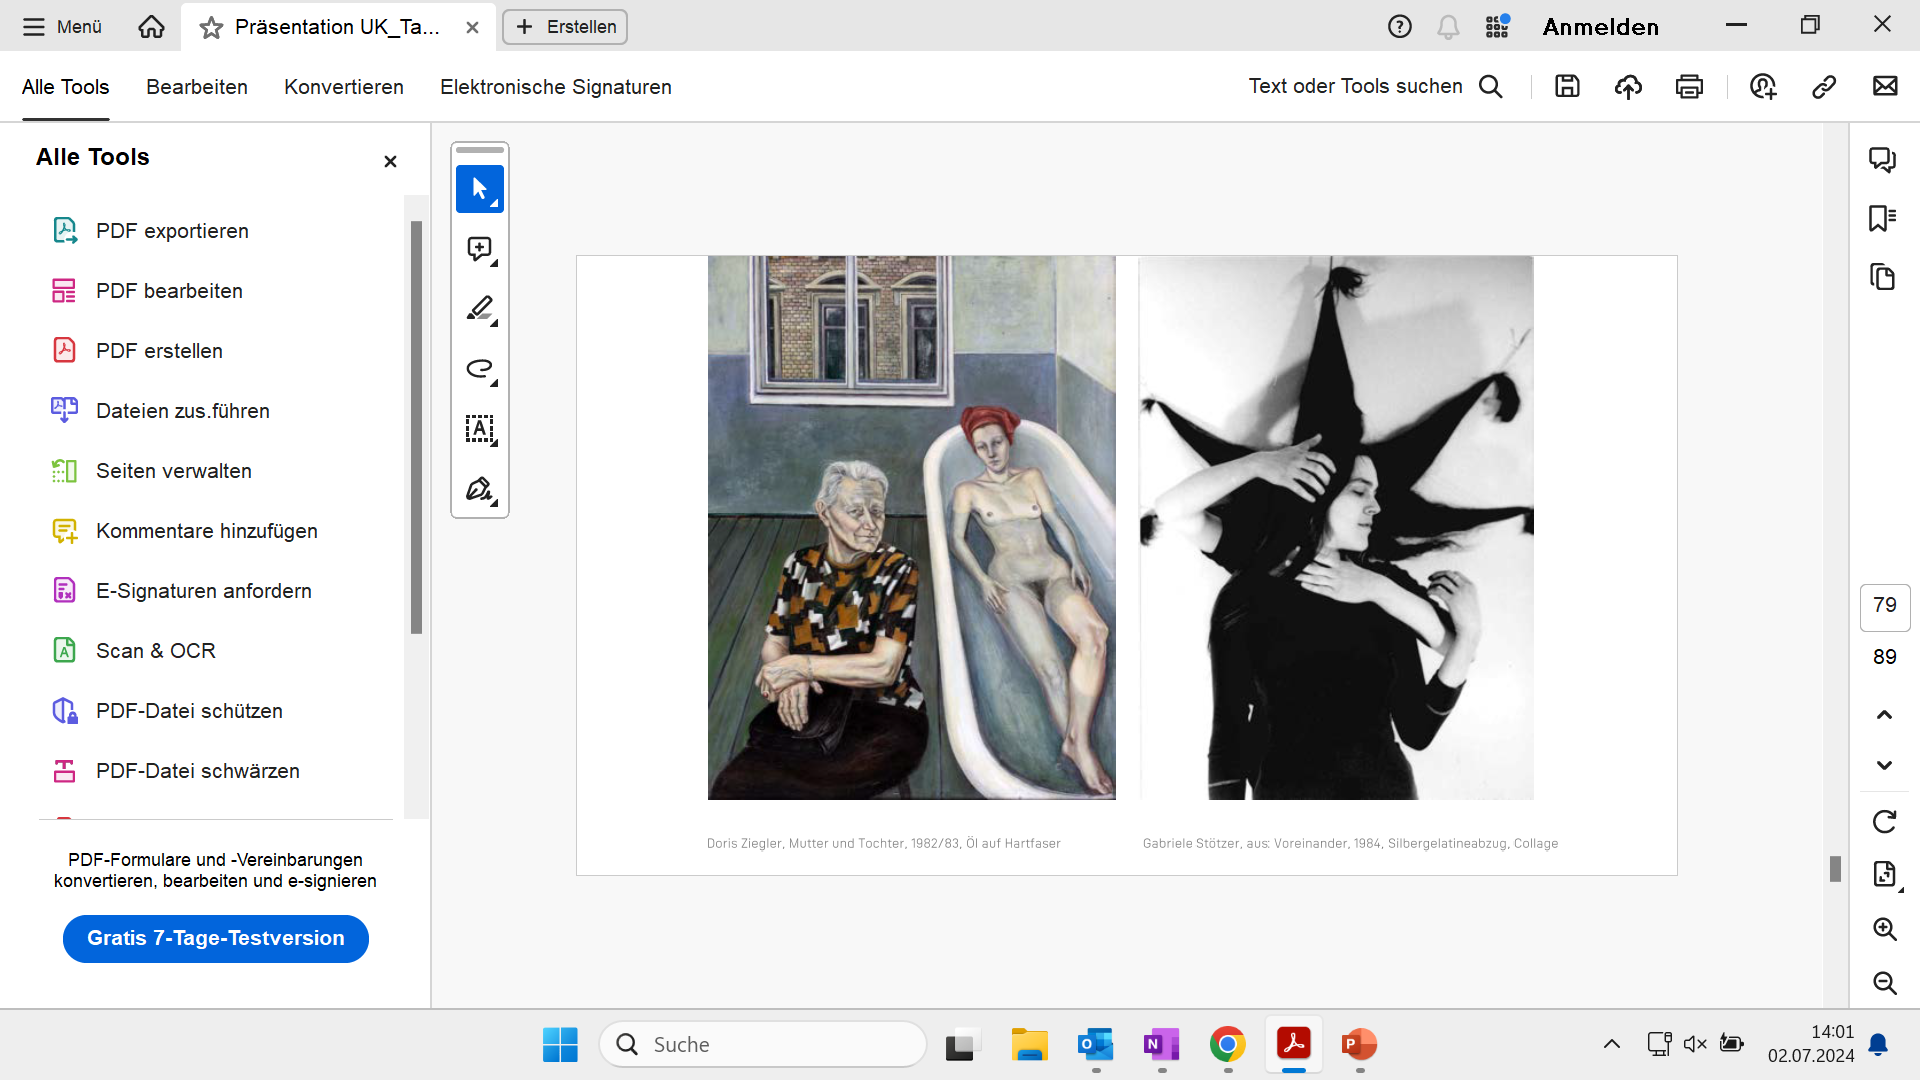 Menü
Präsentation UK_Ta...
Erstellen
Anmelden
Alle Tools
Bearbeiten
Konvertieren
Elektronische Signaturen
Text oder Tools suchen
Alle Tools
PDF exportieren
PDF bearbeiten
PDF erstellen
Dateien zus.führen
Seiten verwalten
Kommentare hinzufügen
E-Signaturen anfordern
Scan & OCR
PDF-Datei schützen
PDF-Datei schwärzen
PDF-Formulare und -Vereinbarungen
konvertieren, bearbeiten und e-signieren
Gratis 7-Tage-Testversion
Doris Ziegler, Mutter und Tochter, 1982/83, Öl auf Hartfaser
Gabriele Stötzer, aus: Voreinander, 1984, Silbergelatineabzug, Collage
79
89
Suche
14:01
02.07.2024